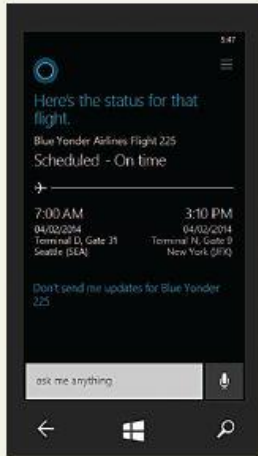 5:47
Here's the status for that
flight.
Blue Yonder Airlines Flight 225
Scheduled - On time
7:00 AM 3:10 PM
04/02/2014 04/02/2014
Terminal D, Gate 31 Terminal N, Gate 9
Seattle (SEA) New York (JFK)
Don't send me updates for Blue Yonder
225
ask me anything